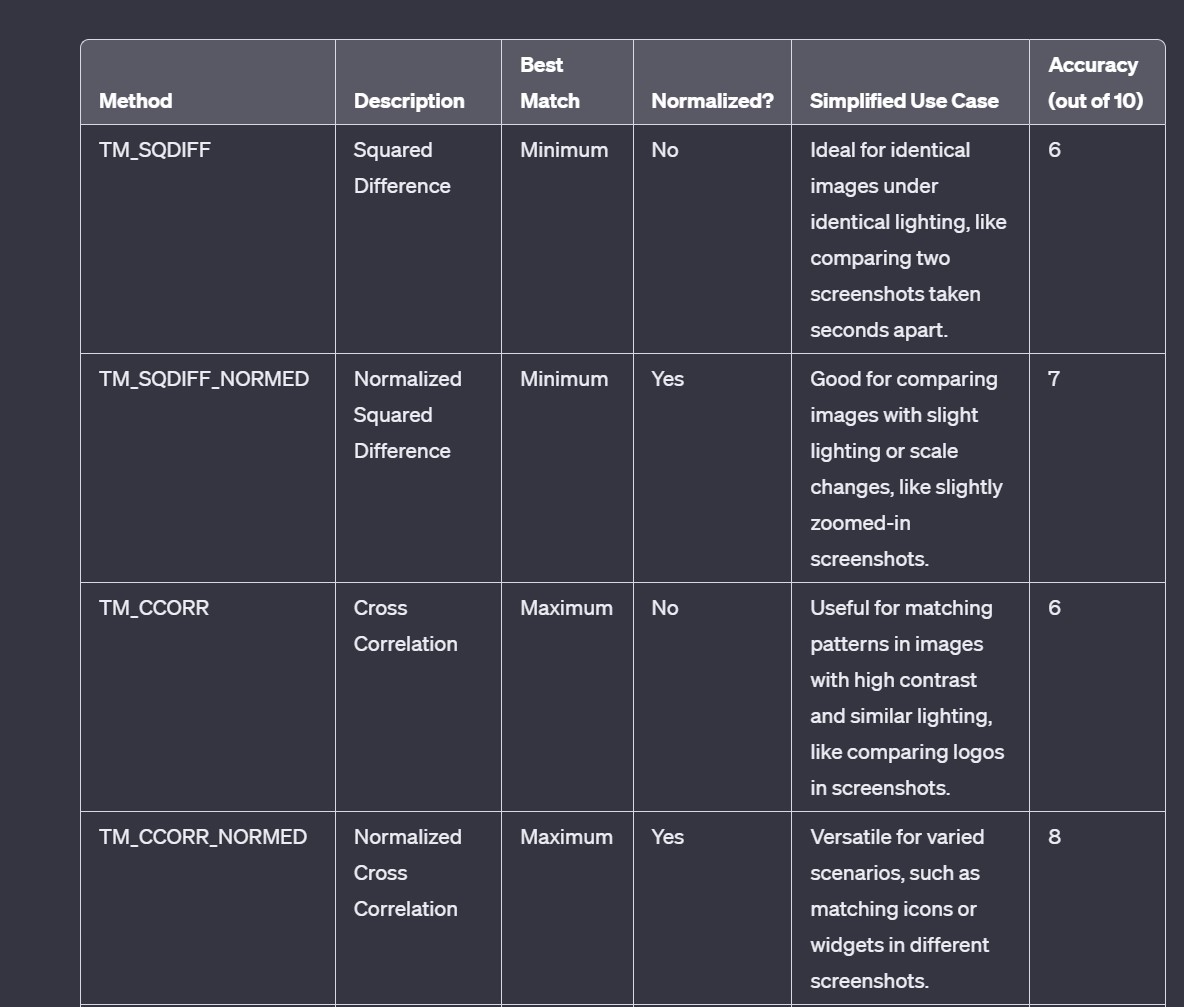 Method
Description
Best
Match
Normalized?
Simplified Use Case
Accuracy
(out of 10)
TM_SQDIFF
Squared
Difference
Minimum
No
Ideal for identical
images under
identical lighting, like
comparing two
screenshots taken
seconds apart.
6
TM_SQDIFF_NORMED
Normalized
Squared
Difference
Minimum
Yes
Good for comparing
images with slight
lighting or scale
changes, like slightly
zoomed-in
screenshots.
7
TM_CCORR
Cross
Correlation
Maximum
No
Useful for matching
patterns in images
with high contrast
and similar lighting,
like comparing logos
in screenshots.
6
TM_CCORR_NORMED
Normalized
Cross
Correlation
Maximum
Yes
Versatile for varied
scenarios, such as
matching icons or
widgets in different
screenshots.
8